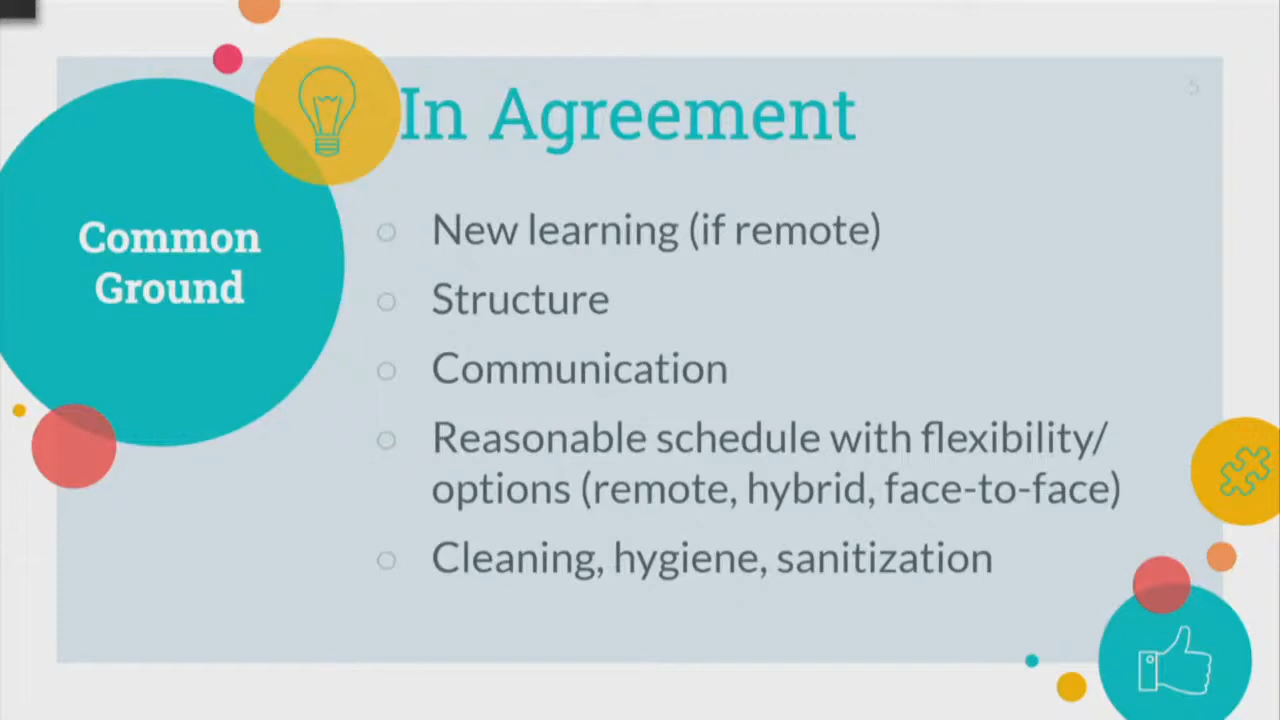 In Agreement
5
Common
Ground
New learning (if remote)
Structure
Communication
Reasonable schedule with flexibility/
options (remote, hybrid, face-to-face)
Cleaning, hygiene, sanitization